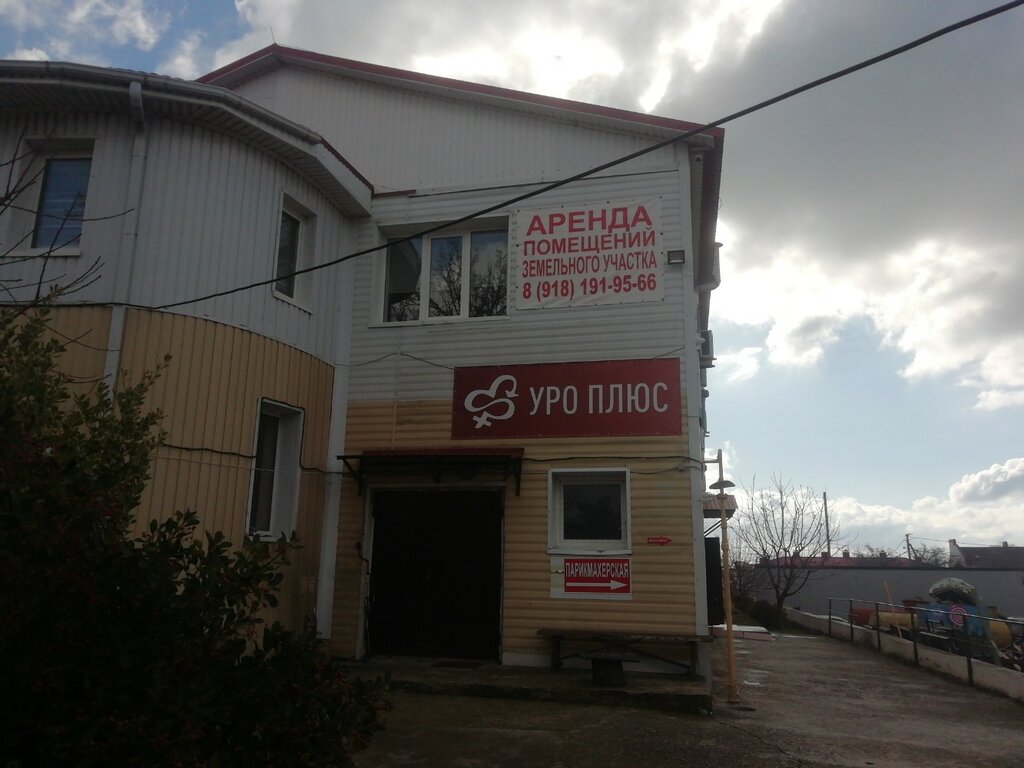 АРЕНДА
ПОМЕЩЕНИЙ
ЗЕМЕЛЬНОГО УЧАСТКА
8 (918) 191-95-66
УРО ПЛЮС
ПАРИКМАХЕРСКАЯ